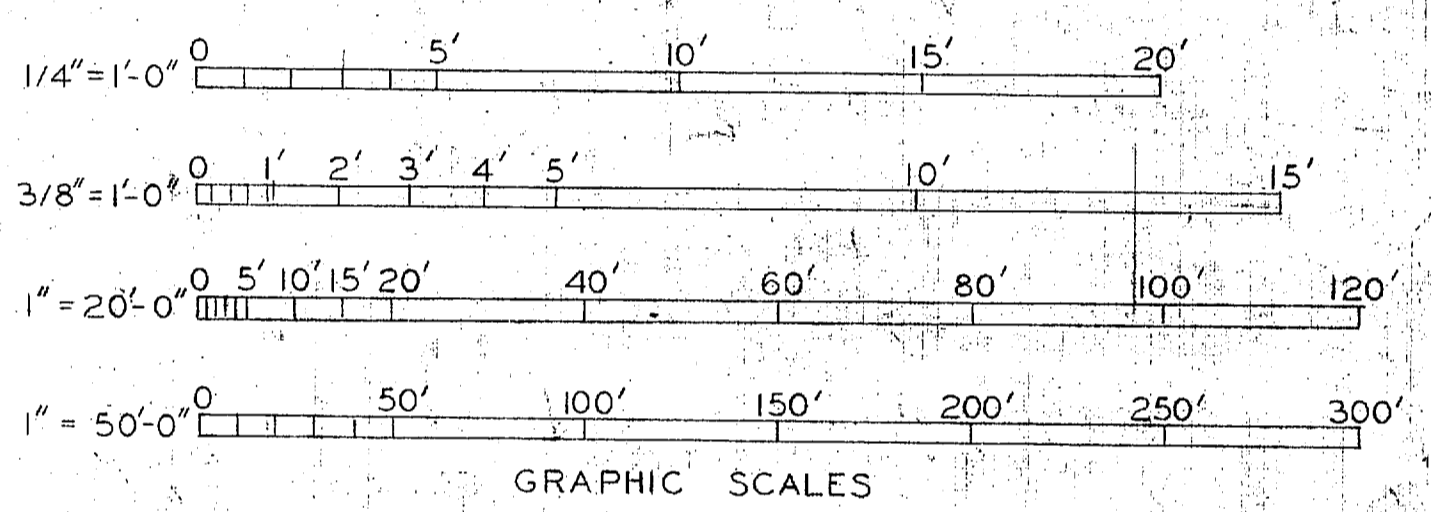 1/4"=1'-0" 0 5' 10' 15' 20'
3/8"=1'-0" 0 1' 2' 3' 4' 5' 10' 15'
1"=20'-0" 0 5' 10' 15' 20' 40' 60' 80' 100' 120'
1" = 50'-0" 0 50' 100' 150' 200' 250' 300'
GRAPHIC SCALES